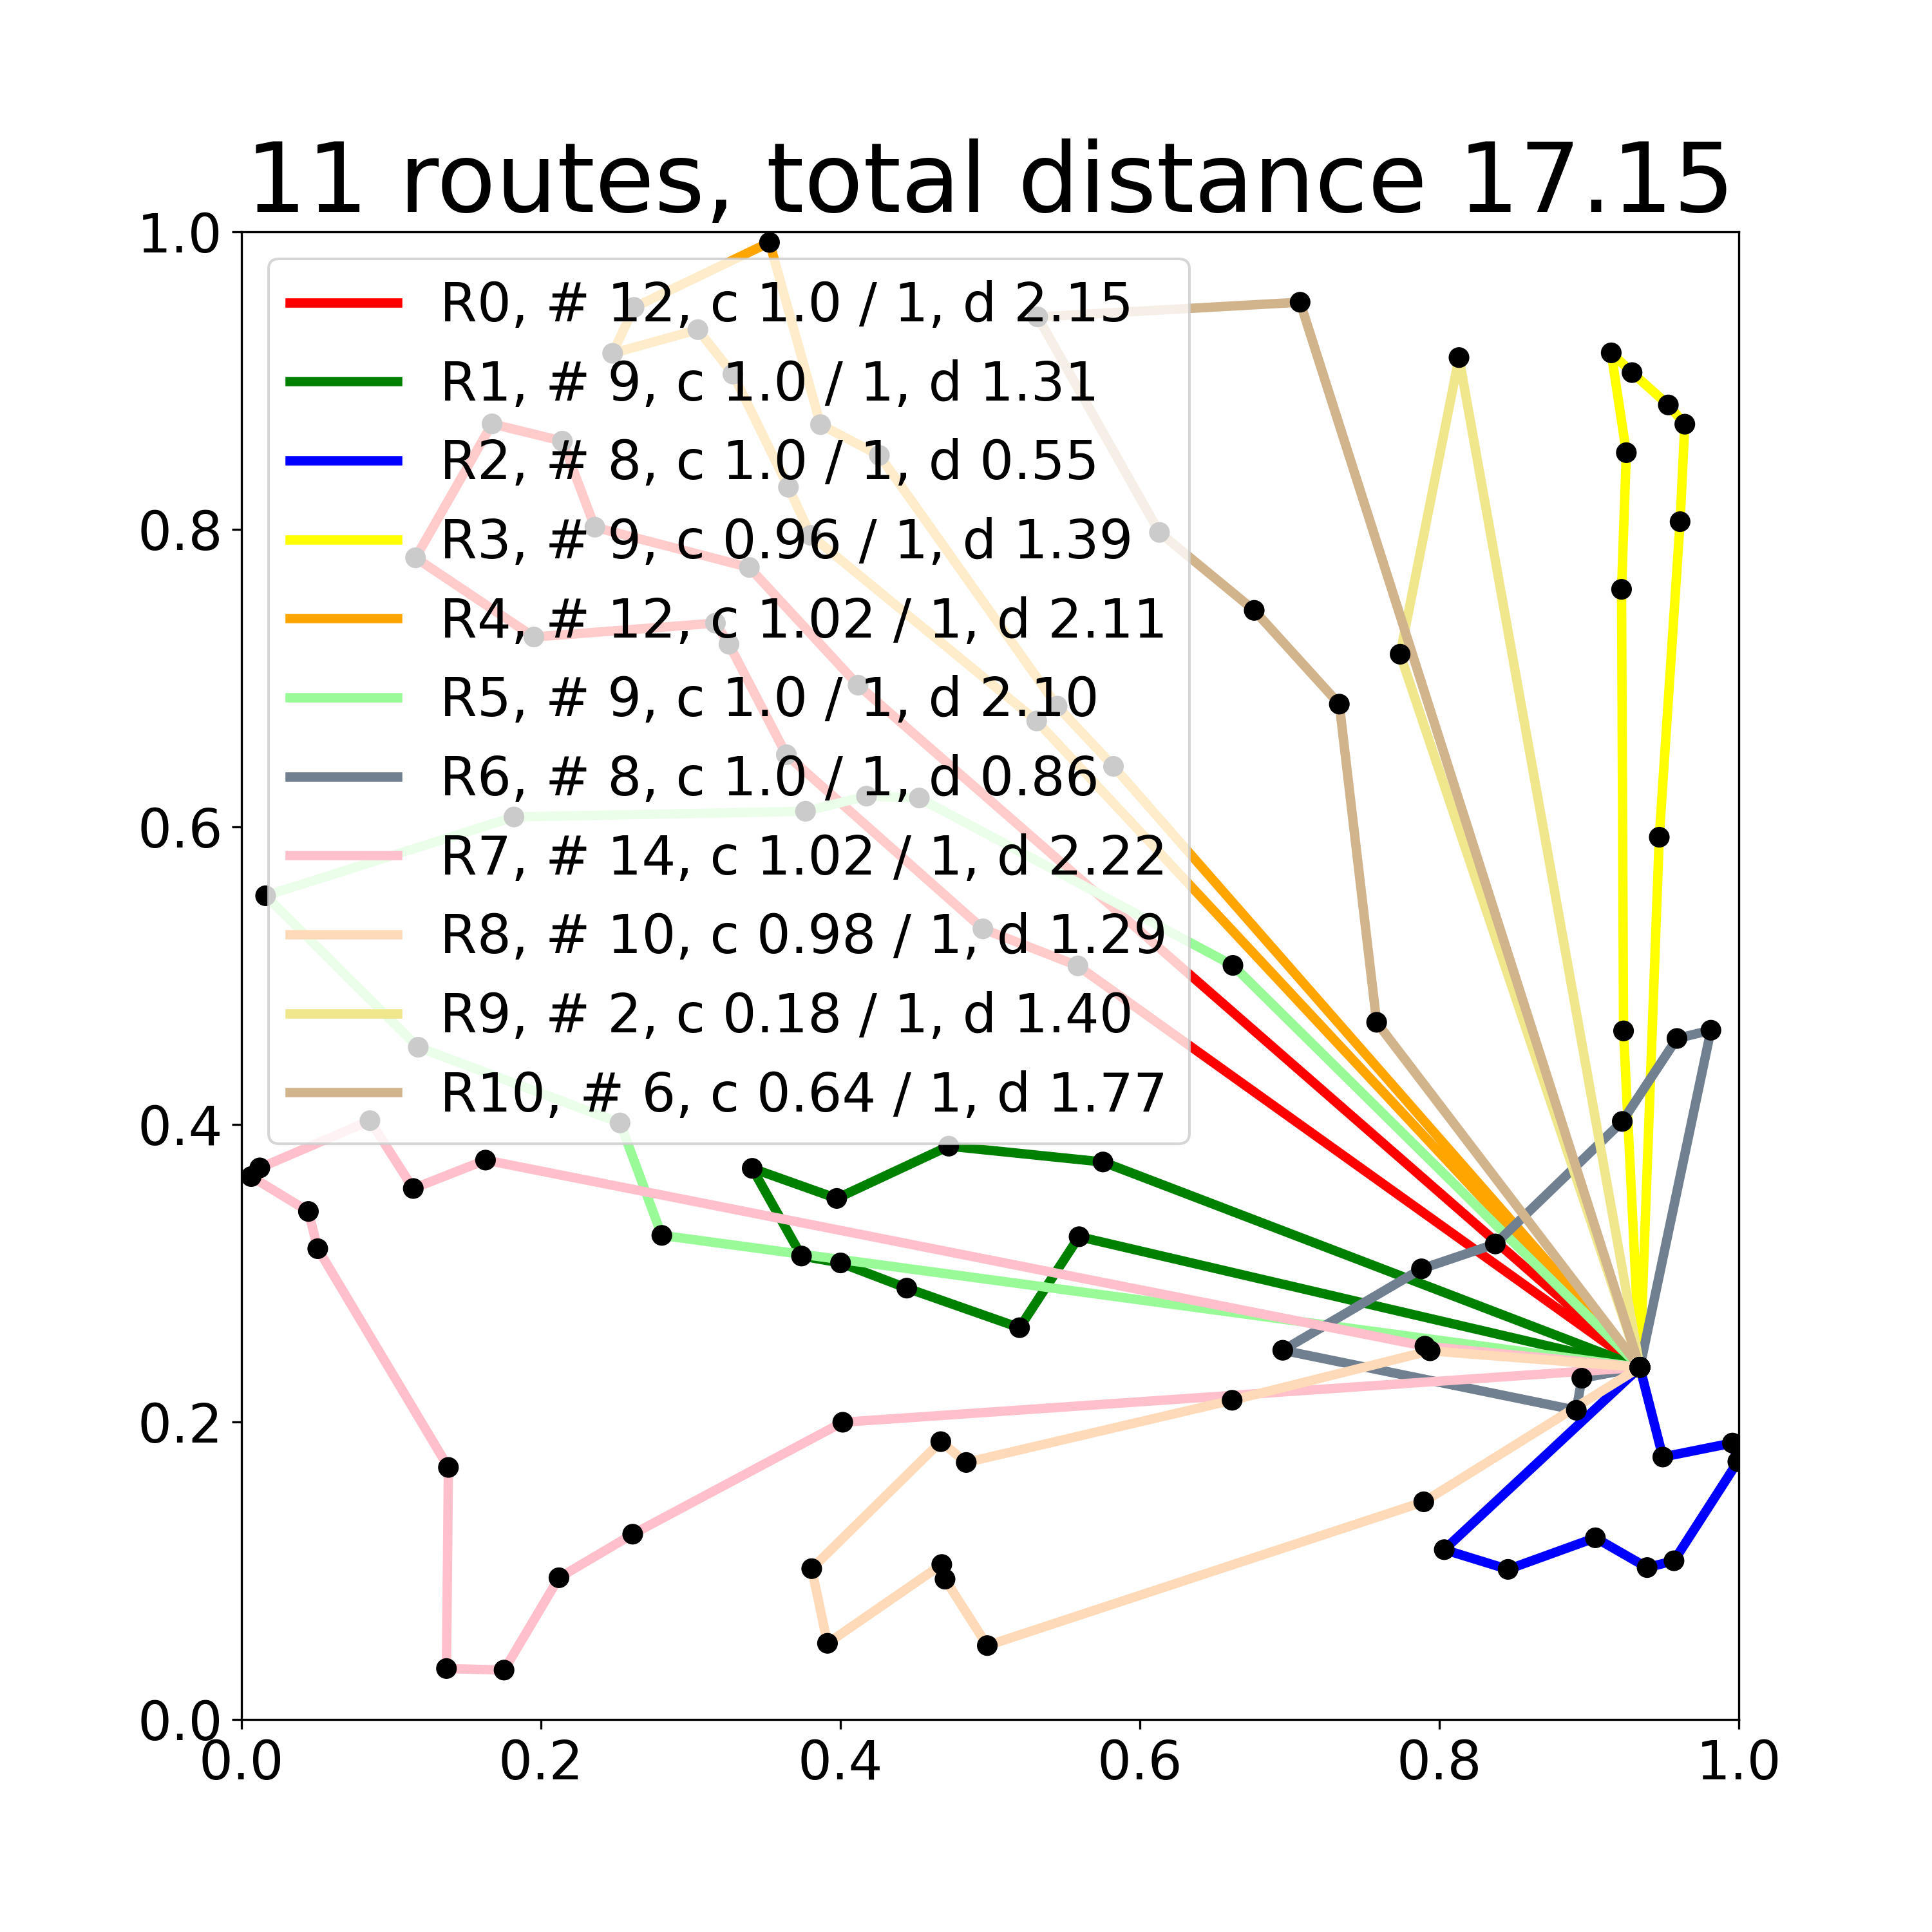 11 routes, total distance 17.15
1.0
0.8
0.6
0.4
0.2
0.0
R0, # 12, c 1.0 / 1, d 2.15
R1, # 9, c 1.0 / 1, d 1.31
R2, # 8, c 1.0 / 1, d 0.55
R3, # 9, c 0.96 / 1, d 1.39
R4, # 12, c 1.02 / 1, d 2.11
R5, # 9, c 1.0 / 1, d 2.10
R6, # 8, c 1.0 / 1, d 0.86
R7, # 14, c 1.02 / 1, d 2.22
R8, # 10, c 0.98 / 1, d 1.29
R9, # 2, c 0.18 / 1, d 1.40
R10, # 6, c 0.64 / 1, d 1.77
0.0 0.2 0.4 0.6 0.8 1.0